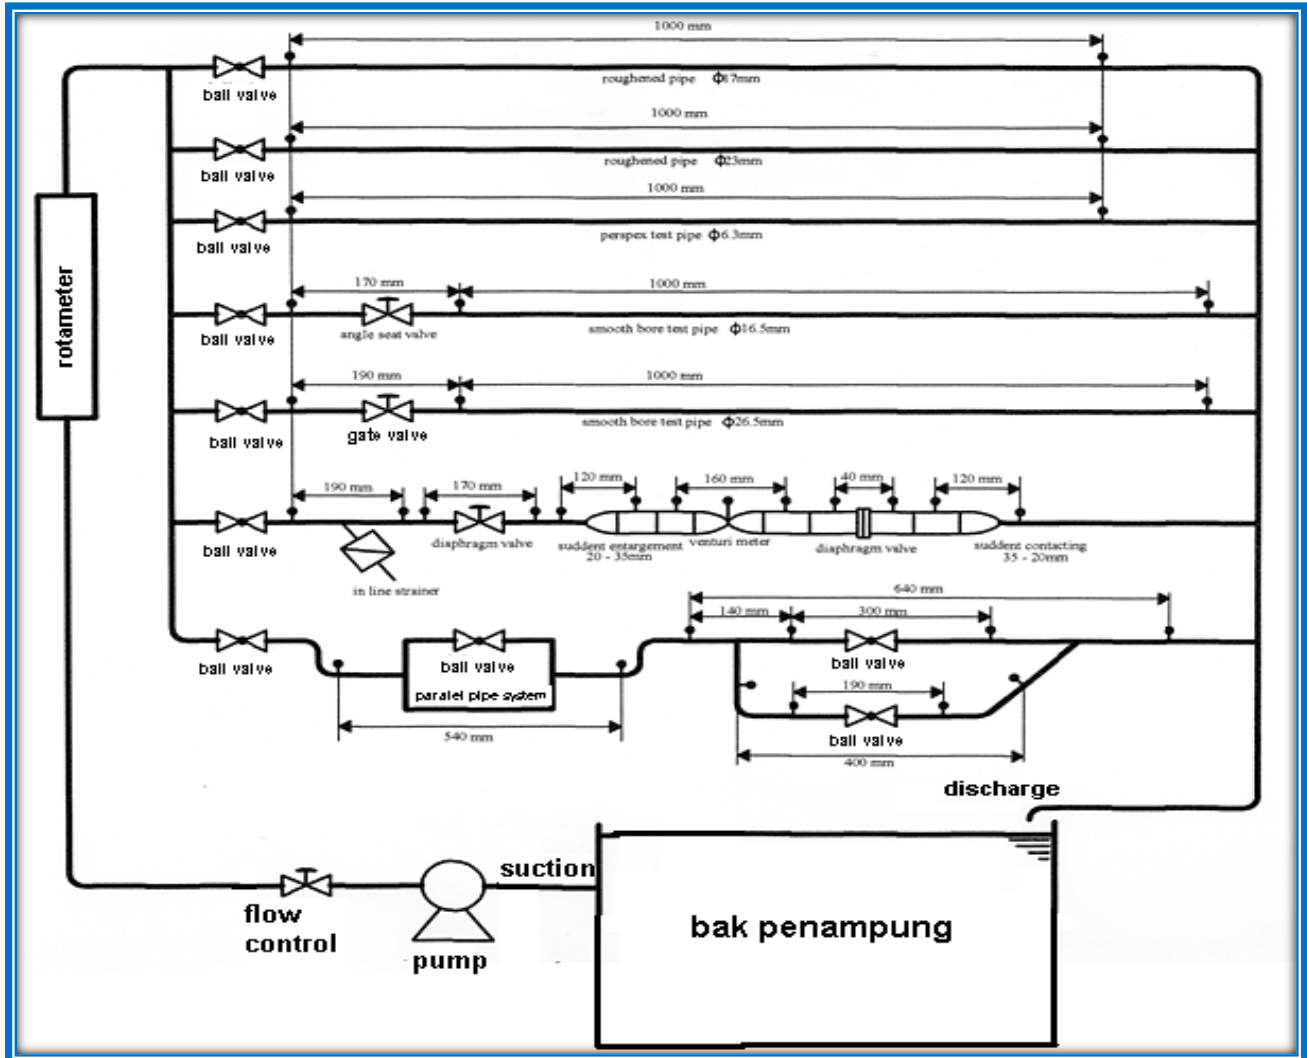 1000 mm
roughened pipe Φ17mm
ball valve
1000 mm
roughened pipe Φ23mm
ball valve
1000 mm
perspex test pipe Φ6.3mm
ball valve
rotameter
170 mm
1000 mm
ball valve
angle seat valve
smooth bore test pipe Φ16.5mm
190 mm
1000 mm
ball valve
gate valve
smooth bore test pipe Φ26.5mm
190 mm
170 mm
120 mm
160 mm
40 mm
120 mm
ball valve
in line strainer
diaphragm valve
suddent entargement
20 - 35mm
venturi meter
diaphragm valve
suddent contacting
35 - 20mm
640 mm
140 mm
300 mm
ball valve
ball valve
paralel pipe system
540 mm
ball valve
190 mm
ball valve
400 mm
discharge
suction
flow
control
pump
bak penampung